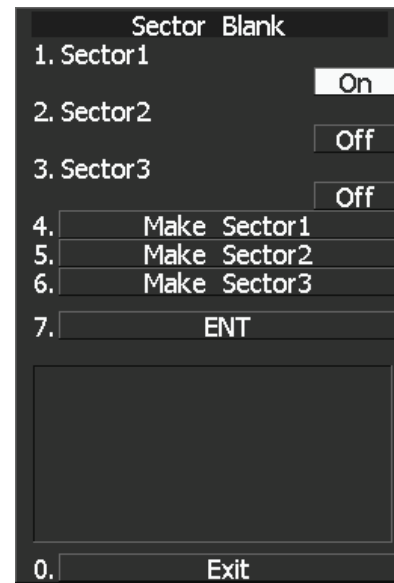 Sector Blank
1. Sector1
On
2. Sector2
Off
3. Sector3
Off
4. Make Sector1
5. Make Sector2
6. Make Sector3
7. ENT
0. Exit